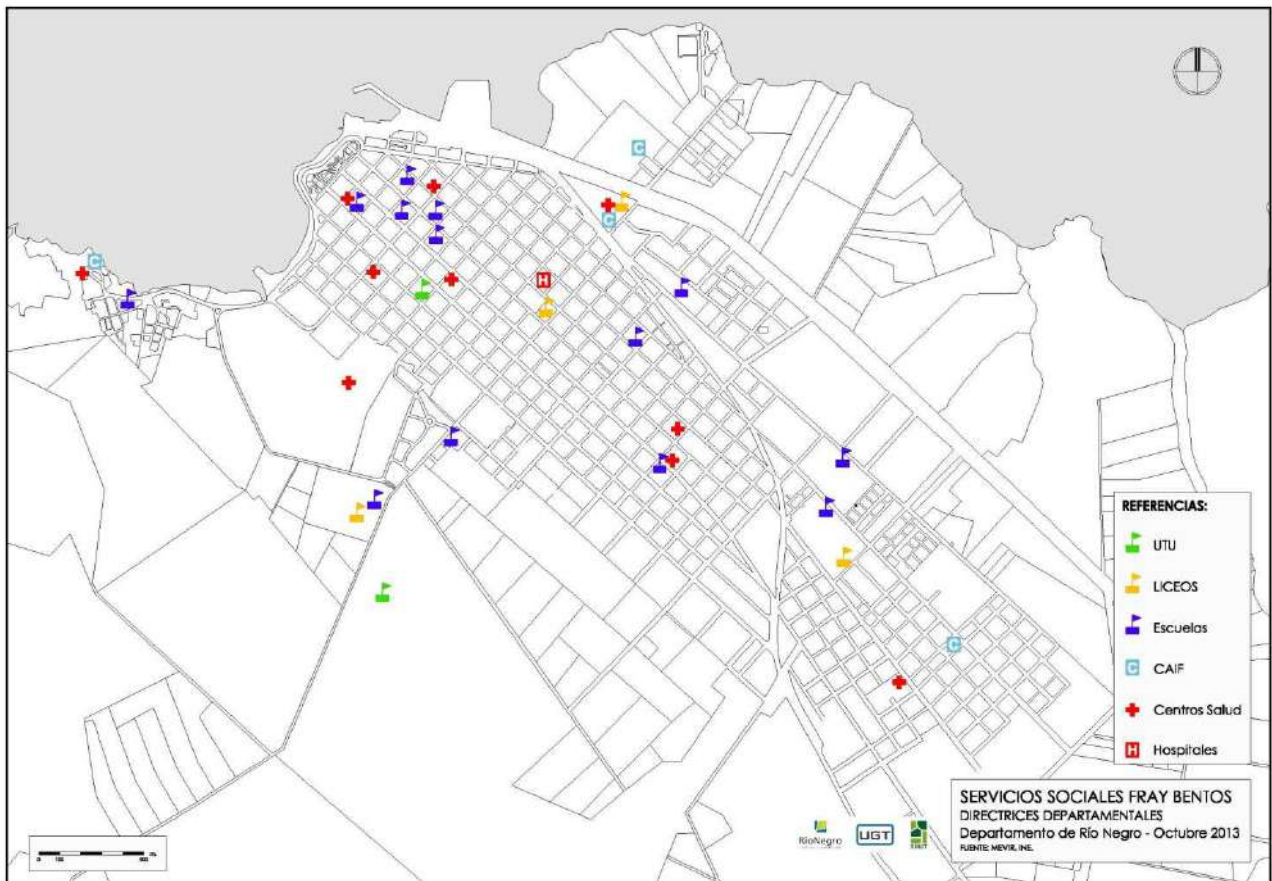 C
C
C
H
REFERENCIAS:
UTU
LICEOS
Escuelas
C CAIF
Centros Salud
H Hospitales
C
SERVICIOS SOCIALES FRAY BENTOS
DIRECTRICES DEPARTAMENTALES
Departamento de Río Negro - Octubre 2013
FUENTE: MEVIR, INE.
RíoNegro
UGT